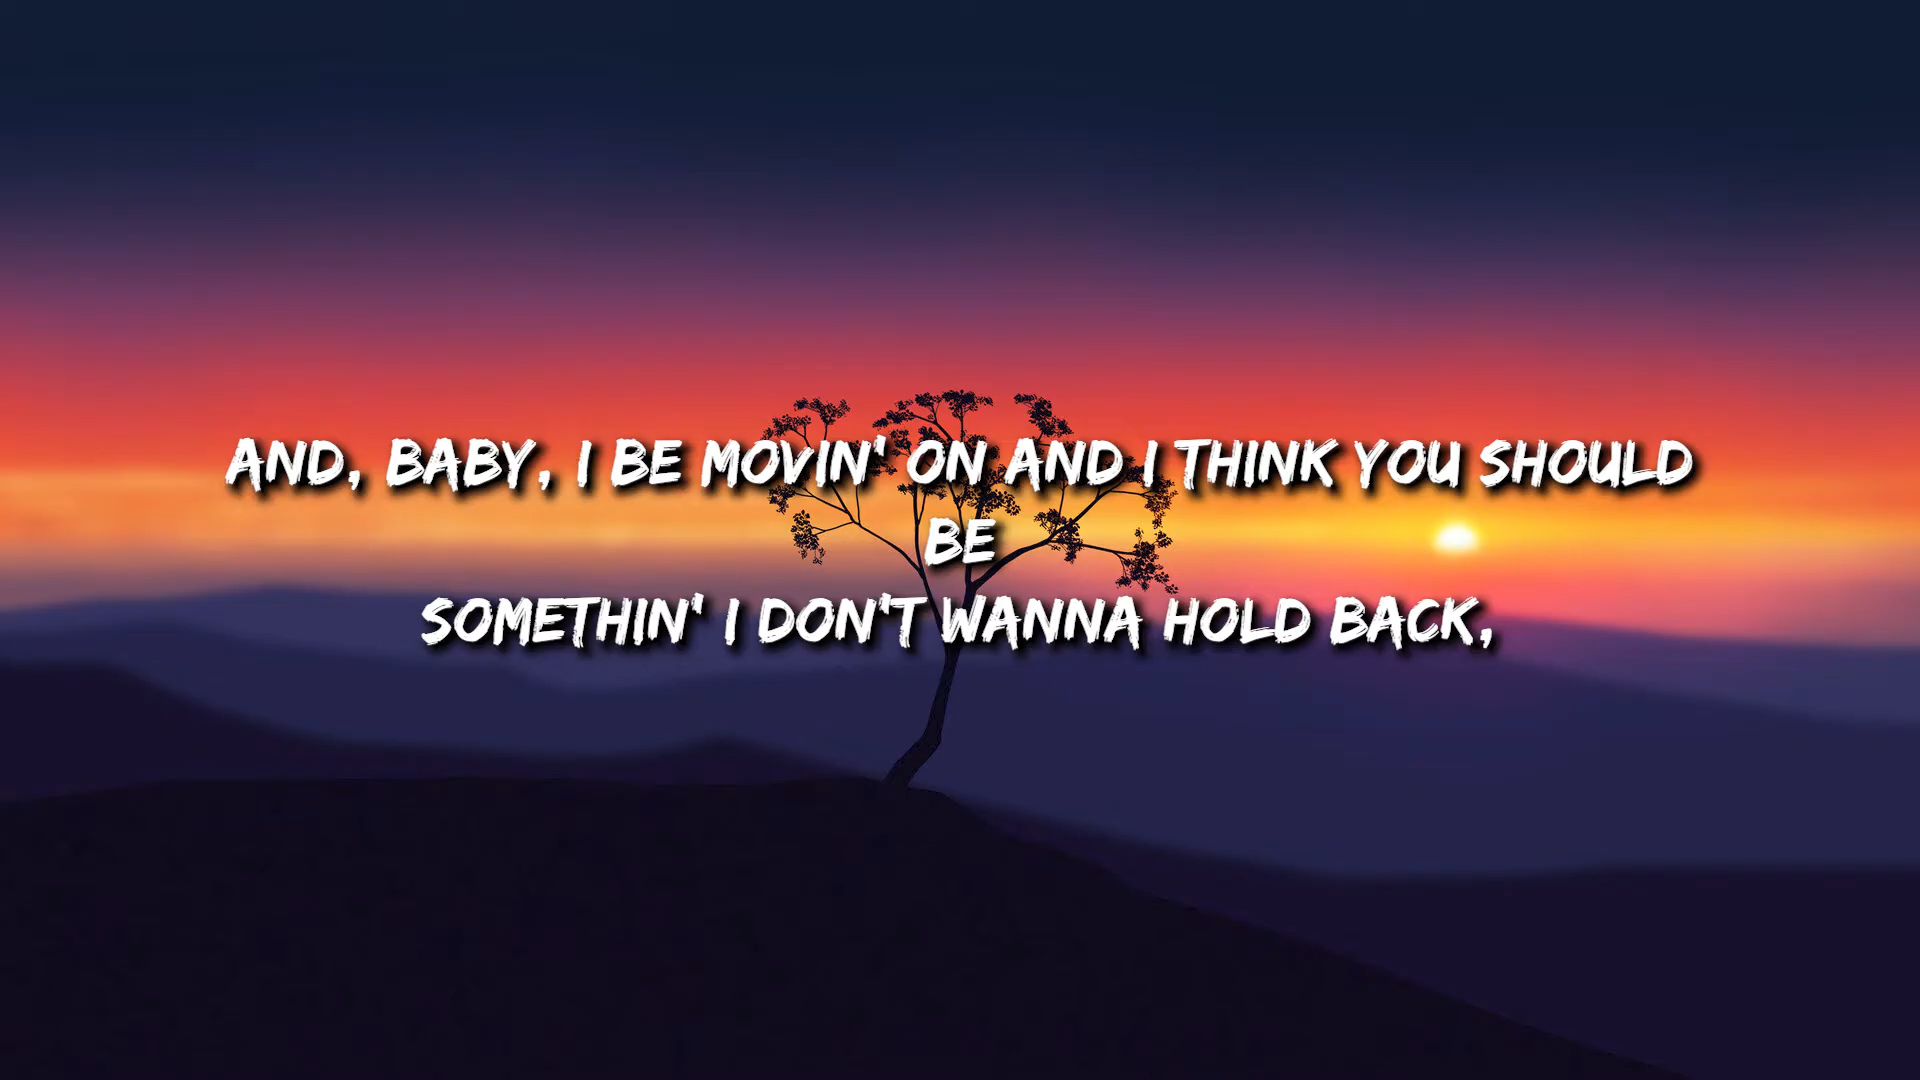 AND, BABY, I BE MOVIN' ON AND I THINK YOU SHOULD
BE
SOMETHIN' I DON'T WANNA HOLD BACK,